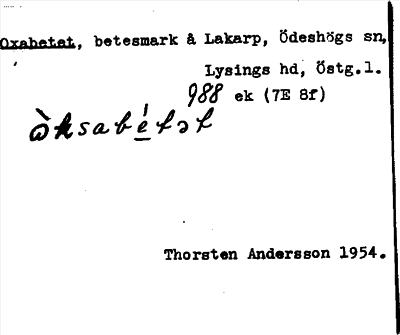 Oxabetet, betesmark å Lakarp, Ödeshögs sn,
Lysings hd, Östg.l.
988 ek (7E 8f)
Thorsten Andersson 1954.